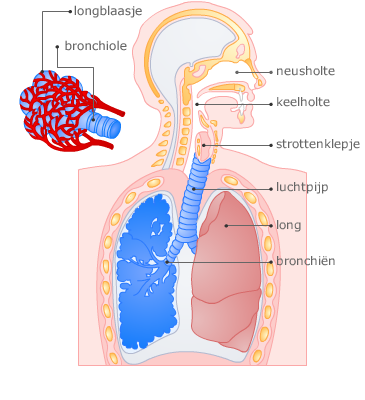 longblaasje
bronchiole
neusholte
keelholte
strottenklepje
luchtpijp
long
bronchiën